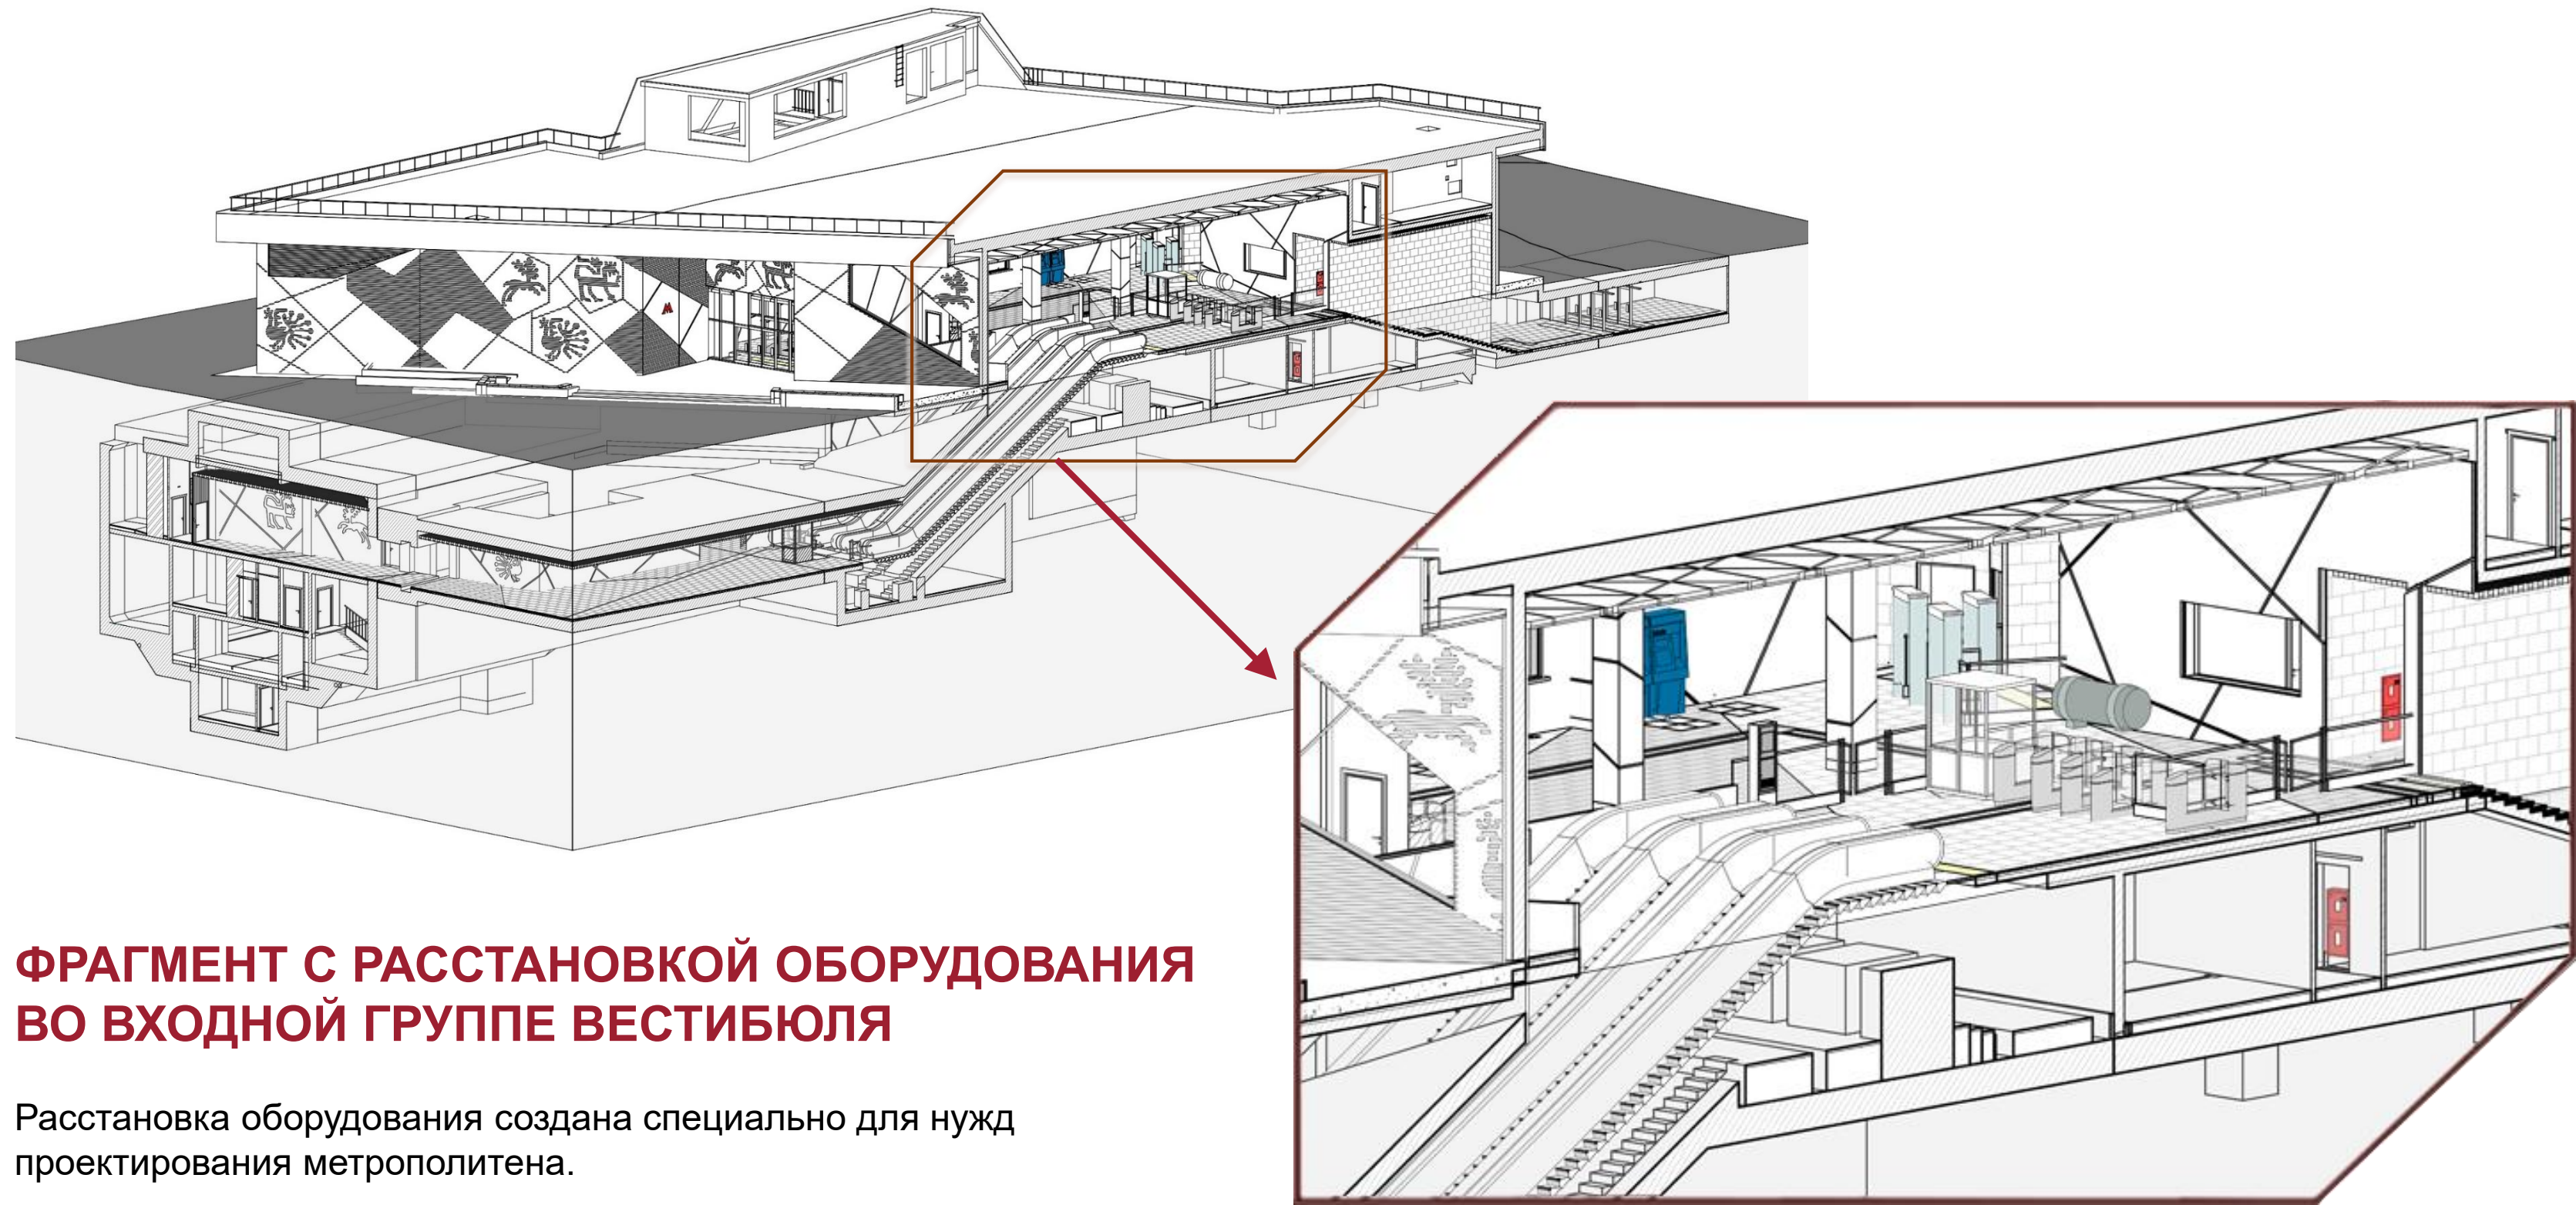 М
ФРАГМЕНТ С РАССТАНОВКОЙ ОБОРУДОВАНИЯ
ВО ВХОДНОЙ ГРУППЕ ВЕСТИБЮЛЯ
Расстановка оборудования создана специально для нужд
проектирования метрополитена.